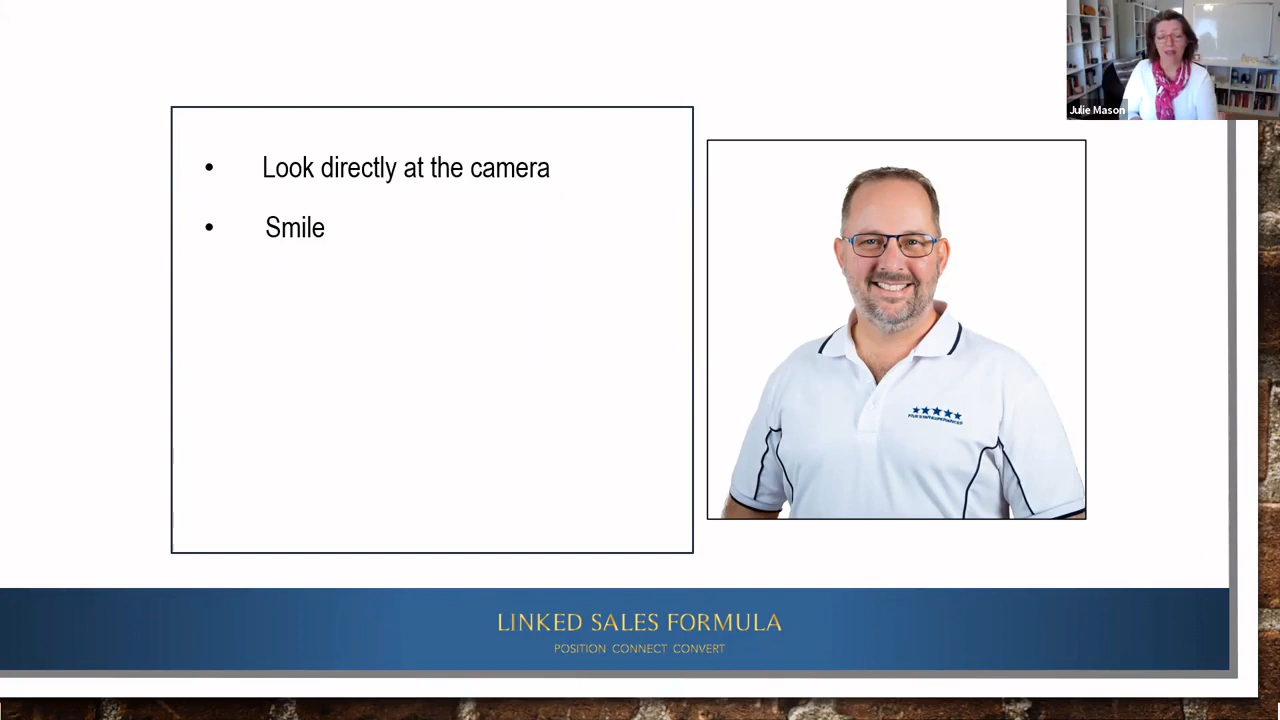 Julie Mason
• Look directly at the camera
• Smile
LINKED SALES FORMULA
POSITION CONNECT CONVERT